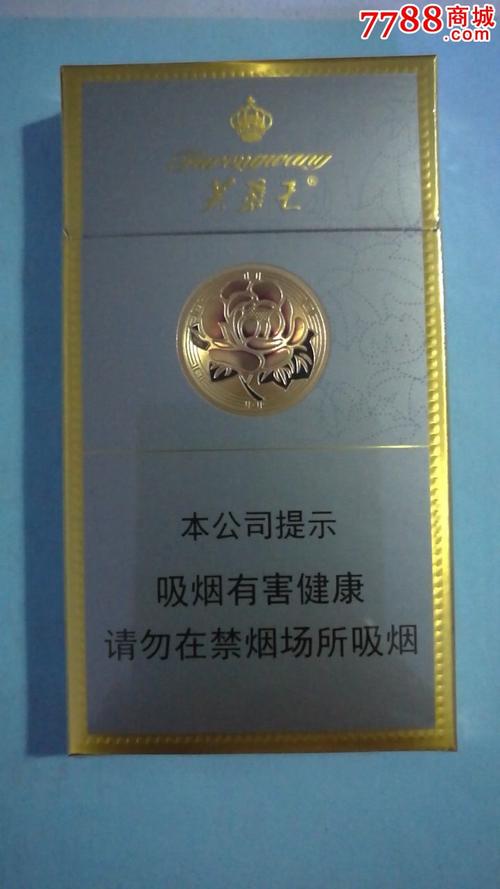 7788商城
Furongwang
芙蓉王®
本公司提示
吸烟有害健康
请勿在禁烟场所吸烟